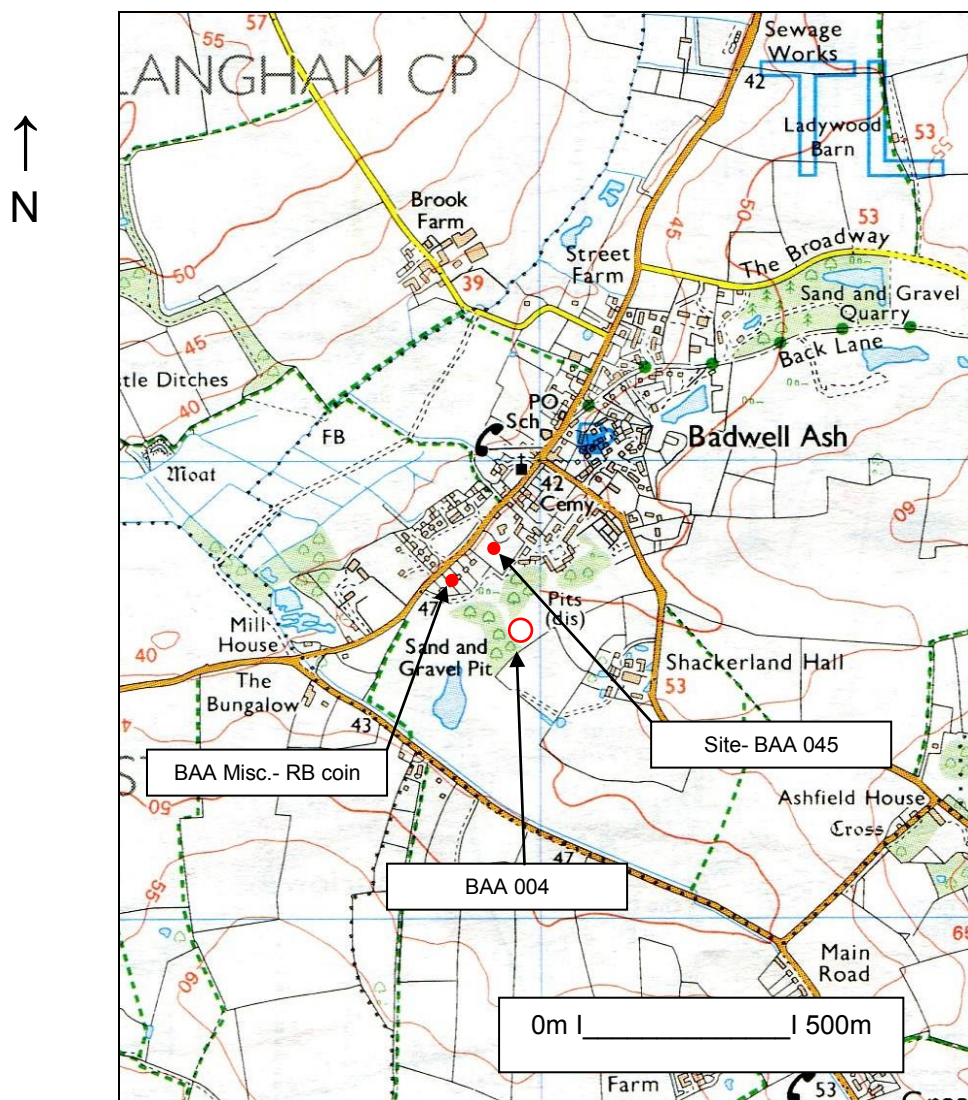 57
55
LANGHAM CP
Sewage
Works
42
Ladywood
Barn
53
55
N
Brook
Farm
50
39
45
50
53
Street
Farm
The Broadway
Sand and Gravel
Quarry
Back Lane
45
stle Ditches
40
PO
Sch
FB
Badwell Ash
Moat
42
Cemy
60
47
Pits
(dis)
Mill
House
40
Sand and
Gravel Pit
Shackerland Hall
53
The
Bungalow
43
Site- BAA 045
BAA Misc.- RB coin
50
Ashfield House
Cross
47
BAA 004
55
60
Main
Road
0m I_______________I 500m
Farm
53